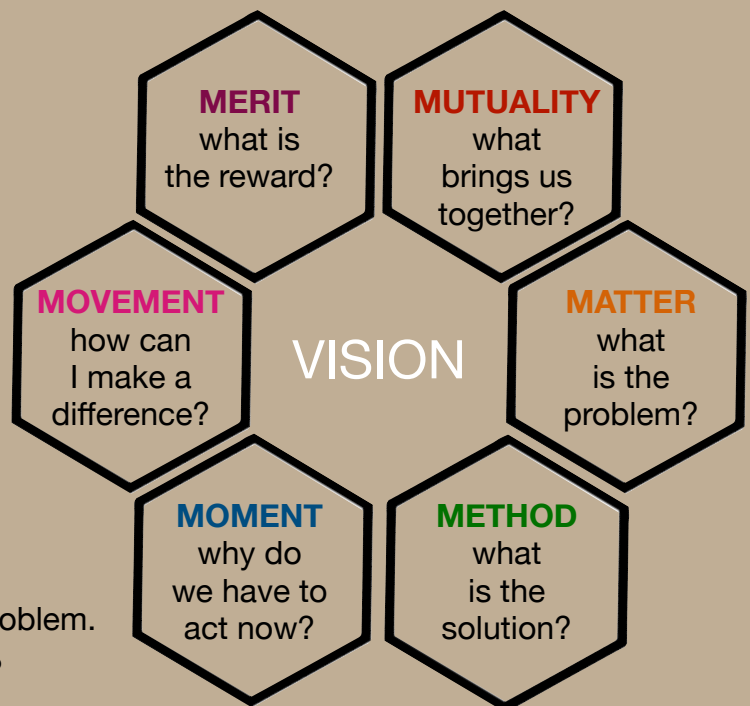 MERIT
what is
the reward?
MUTUALITY
what
brings us
together?
MOVEMENT
how can
I make a
difference?
VISION
MATTER
what
is the
problem?
MOMENT
why do
we have to
act now?
METHOD
what
is the
solution?
oblem.